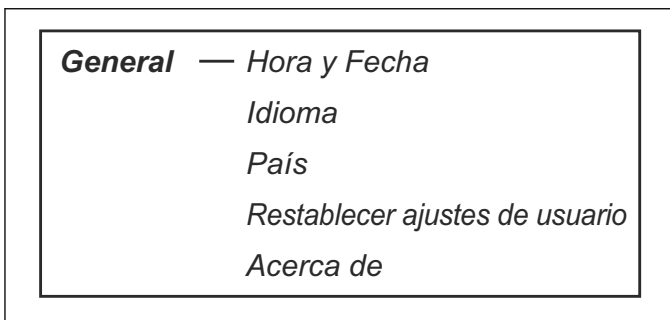 General — Hora y Fecha
Idioma
País
Restablecer ajustes de usuario
Acerca de